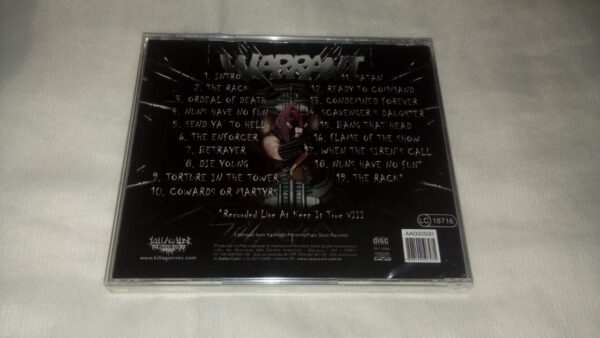 WARRANT
1. INTRO
2. THE RACK
3. ORDEAL OF DEATH
4. NUNS HAVE NO FUN
5. SEND YA' TO HELL
6. THE ENFORCER
7. BETRAYER
8. DIE YOUNG
9. TORTURE IN THE TOWER
10. COWARDS OR MARTYRS
11. SATAN
12. READY TO COMMAND
13. CONDEMNED FOREVER
14. SCAVENGER'S DAUGHTER
15. BANG THAT HEAD
16. FLAME OF THE SHOW
17. WHEN THE SIREN'S CALL
18. NUNS HAVE NO FUN*
19. THE RACK*
*Recorded Live At Keep It True VIII
LC 18716
AA000500
www.killagainrec.com
disc